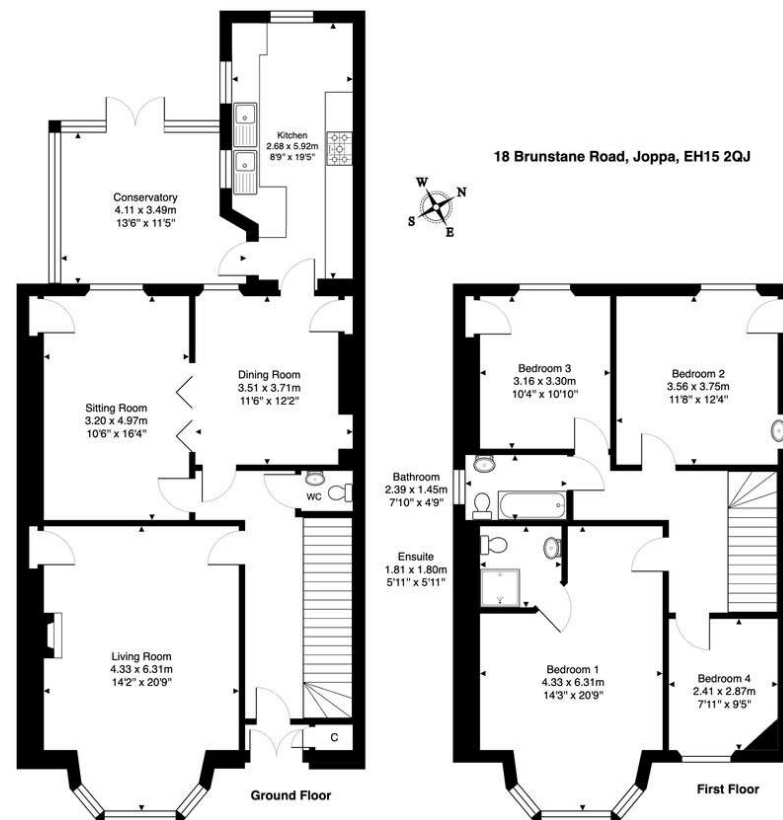 18 Brunstane Road, Joppa, EH15 2QJ
W
N
S
E
Kitchen
2.68 x 5.92m
8'9" x 19'5"
Conservatory
4.11 x 3.49m
13'6" x 11'5"
Dining Room
3.51 x 3.71m
11'6" x 12'2"
Sitting Room
3.20 x 4.97m
10'6" x 16'4"
WC
Living Room
4.33 x 6.31m
14'2" x 20'9"
C
Ground Floor
Bedroom 3
3.16 x 3.30m
10'4" x 10'10"
Bedroom 2
3.56 x 3.75m
11'8" x 12'4"
Bathroom
2.39 x 1.45m
7'10" x 4'9"
Ensuite
1.81 x 1.80m
5'11" x 5'11"
Bedroom 1
4.33 x 6.31m
14'3" x 20'9"
Bedroom 4
2.41 x 2.87m
7'11" x 9'5"
First Floor